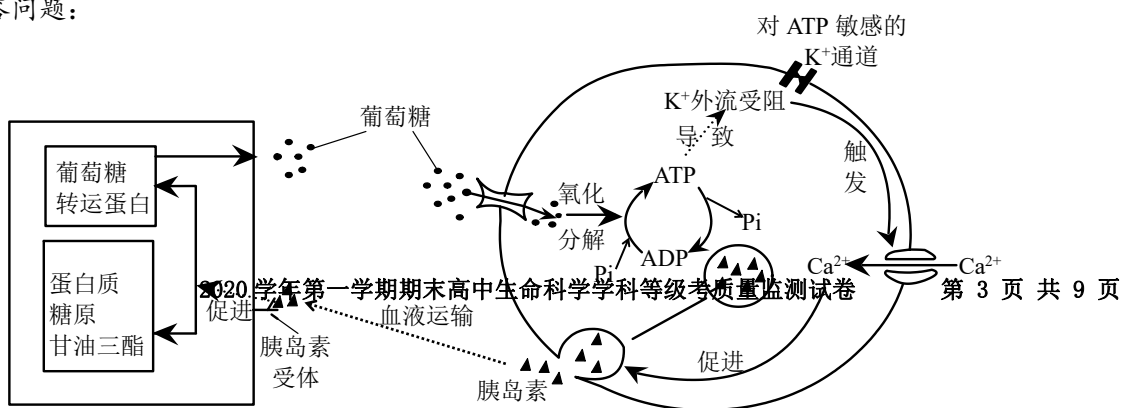 答问题：
对 ATP 敏感的
K⁺通道
K⁺外流受阻
导致
触
发
葡萄糖
葡萄糖
转运蛋白
氧化
分解
ATP
Pi
ADP
Pi
Ca²⁺
Ca²⁺
蛋白质
糖原
甘油三酯
促进
2020 学年第一学期期末高中生命科学学科等级考质量监测试卷
第 3 页 共 9 页
血液运输
胰岛素
受体
胰岛素
促进